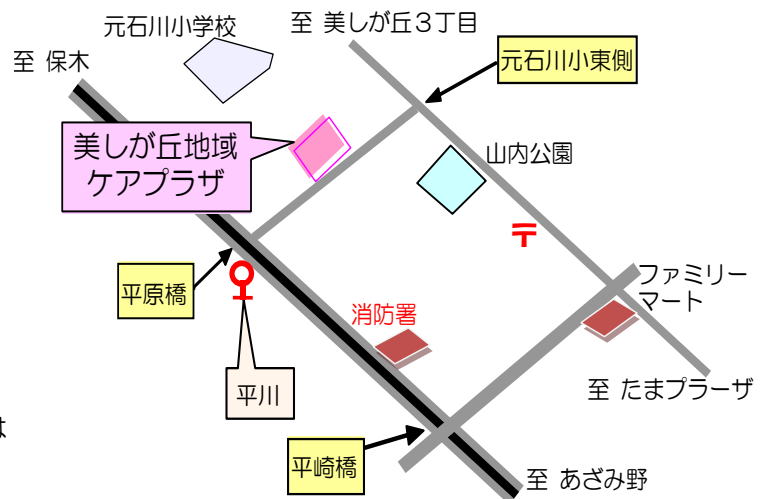 元石川小学校
至 美しが丘３丁目
至 保木
元石川小東側
美しが丘地域
ケアプラザ
山内公園
〒
平原橋
ファミリー
マート
消防署
平川
至 たまプラーザ
は
平崎橋
至 あざみ野